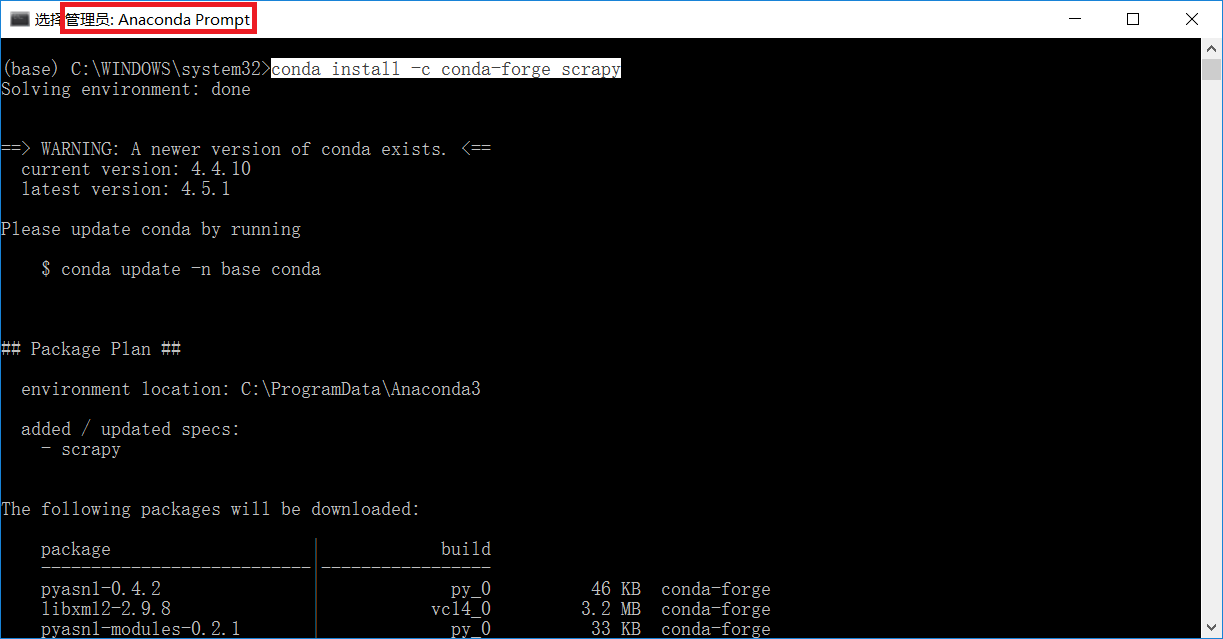 选择管理员: Anaconda Prompt
(base) C:\WINDOWS\system32>conda install -c conda-forge scrapy
Solving environment: done
==> WARNING: A newer version of conda exists. <==
current version: 4.4.10
latest version: 4.5.1
Please update conda by running
$ conda update -n base conda
## Package Plan ##
environment location: C:\ProgramData\Anaconda3
added / updated specs:
- scrapy
The following packages will be downloaded:
package | build
---------------------------|-----------------
pyasn1-0.4.2 | py_0 46 KB conda-forge
libxml2-2.9.8 | vc14_0 3.2 MB conda-forge
pyasn1-modules-0.2.1 | py_0 33 KB conda-forge